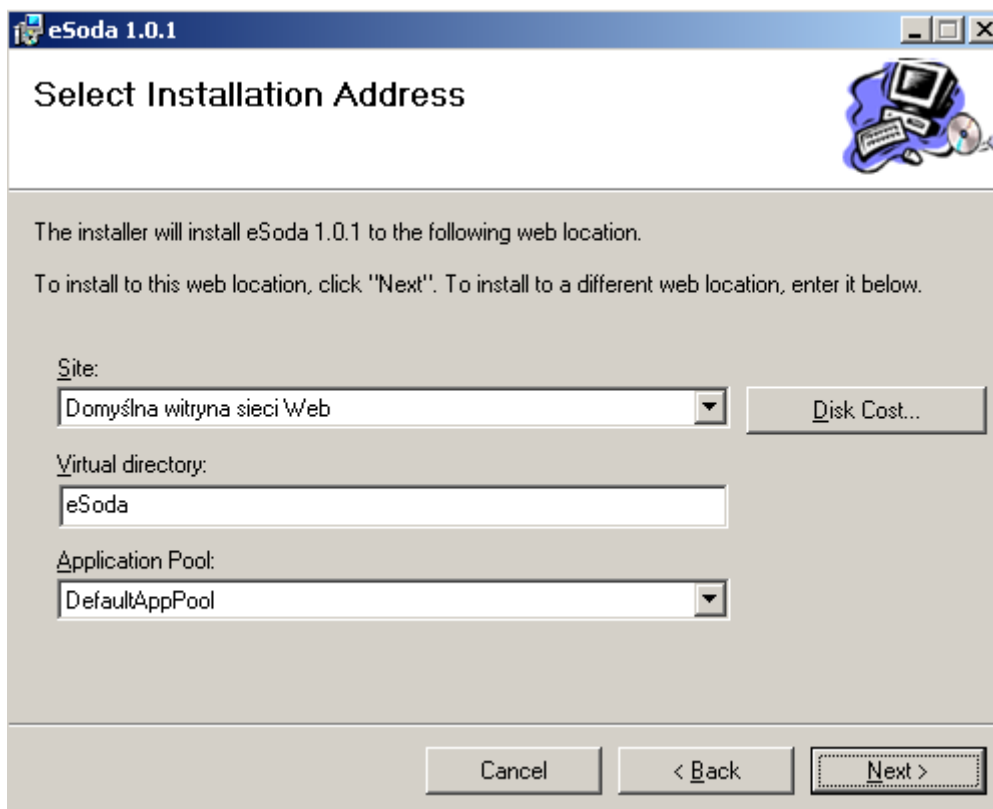 eSoda 1.0.1
Select Installation Address
The installer will install eSoda 1.0.1 to the following web location.
To install to this web location, click "Next". To install to a different web location, enter it below.
Site:
Domyślna witryna sieci Web
Disk Cost...
Virtual directory:
eSoda
Application Pool:
DefaultAppPool
Cancel
< Back
Next >